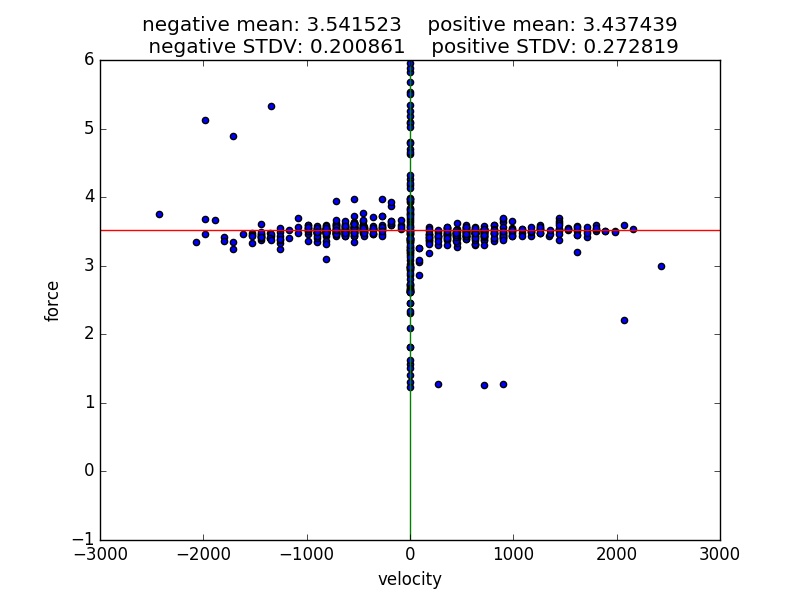 negative mean: 3.541523 positive mean: 3.437439
negative STDV: 0.200861 positive STDV: 0.272819
6
5
4
3
2
1
0
−1
force
−3000 −2000 −1000 0 1000 2000 3000
velocity